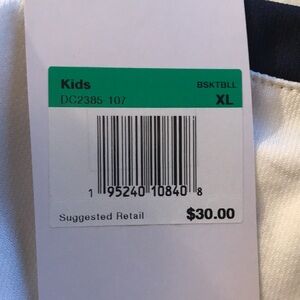 Kids BSKTBLL
DC2385 107 XL
1 95240 10840 8
Suggested Retail $30.00